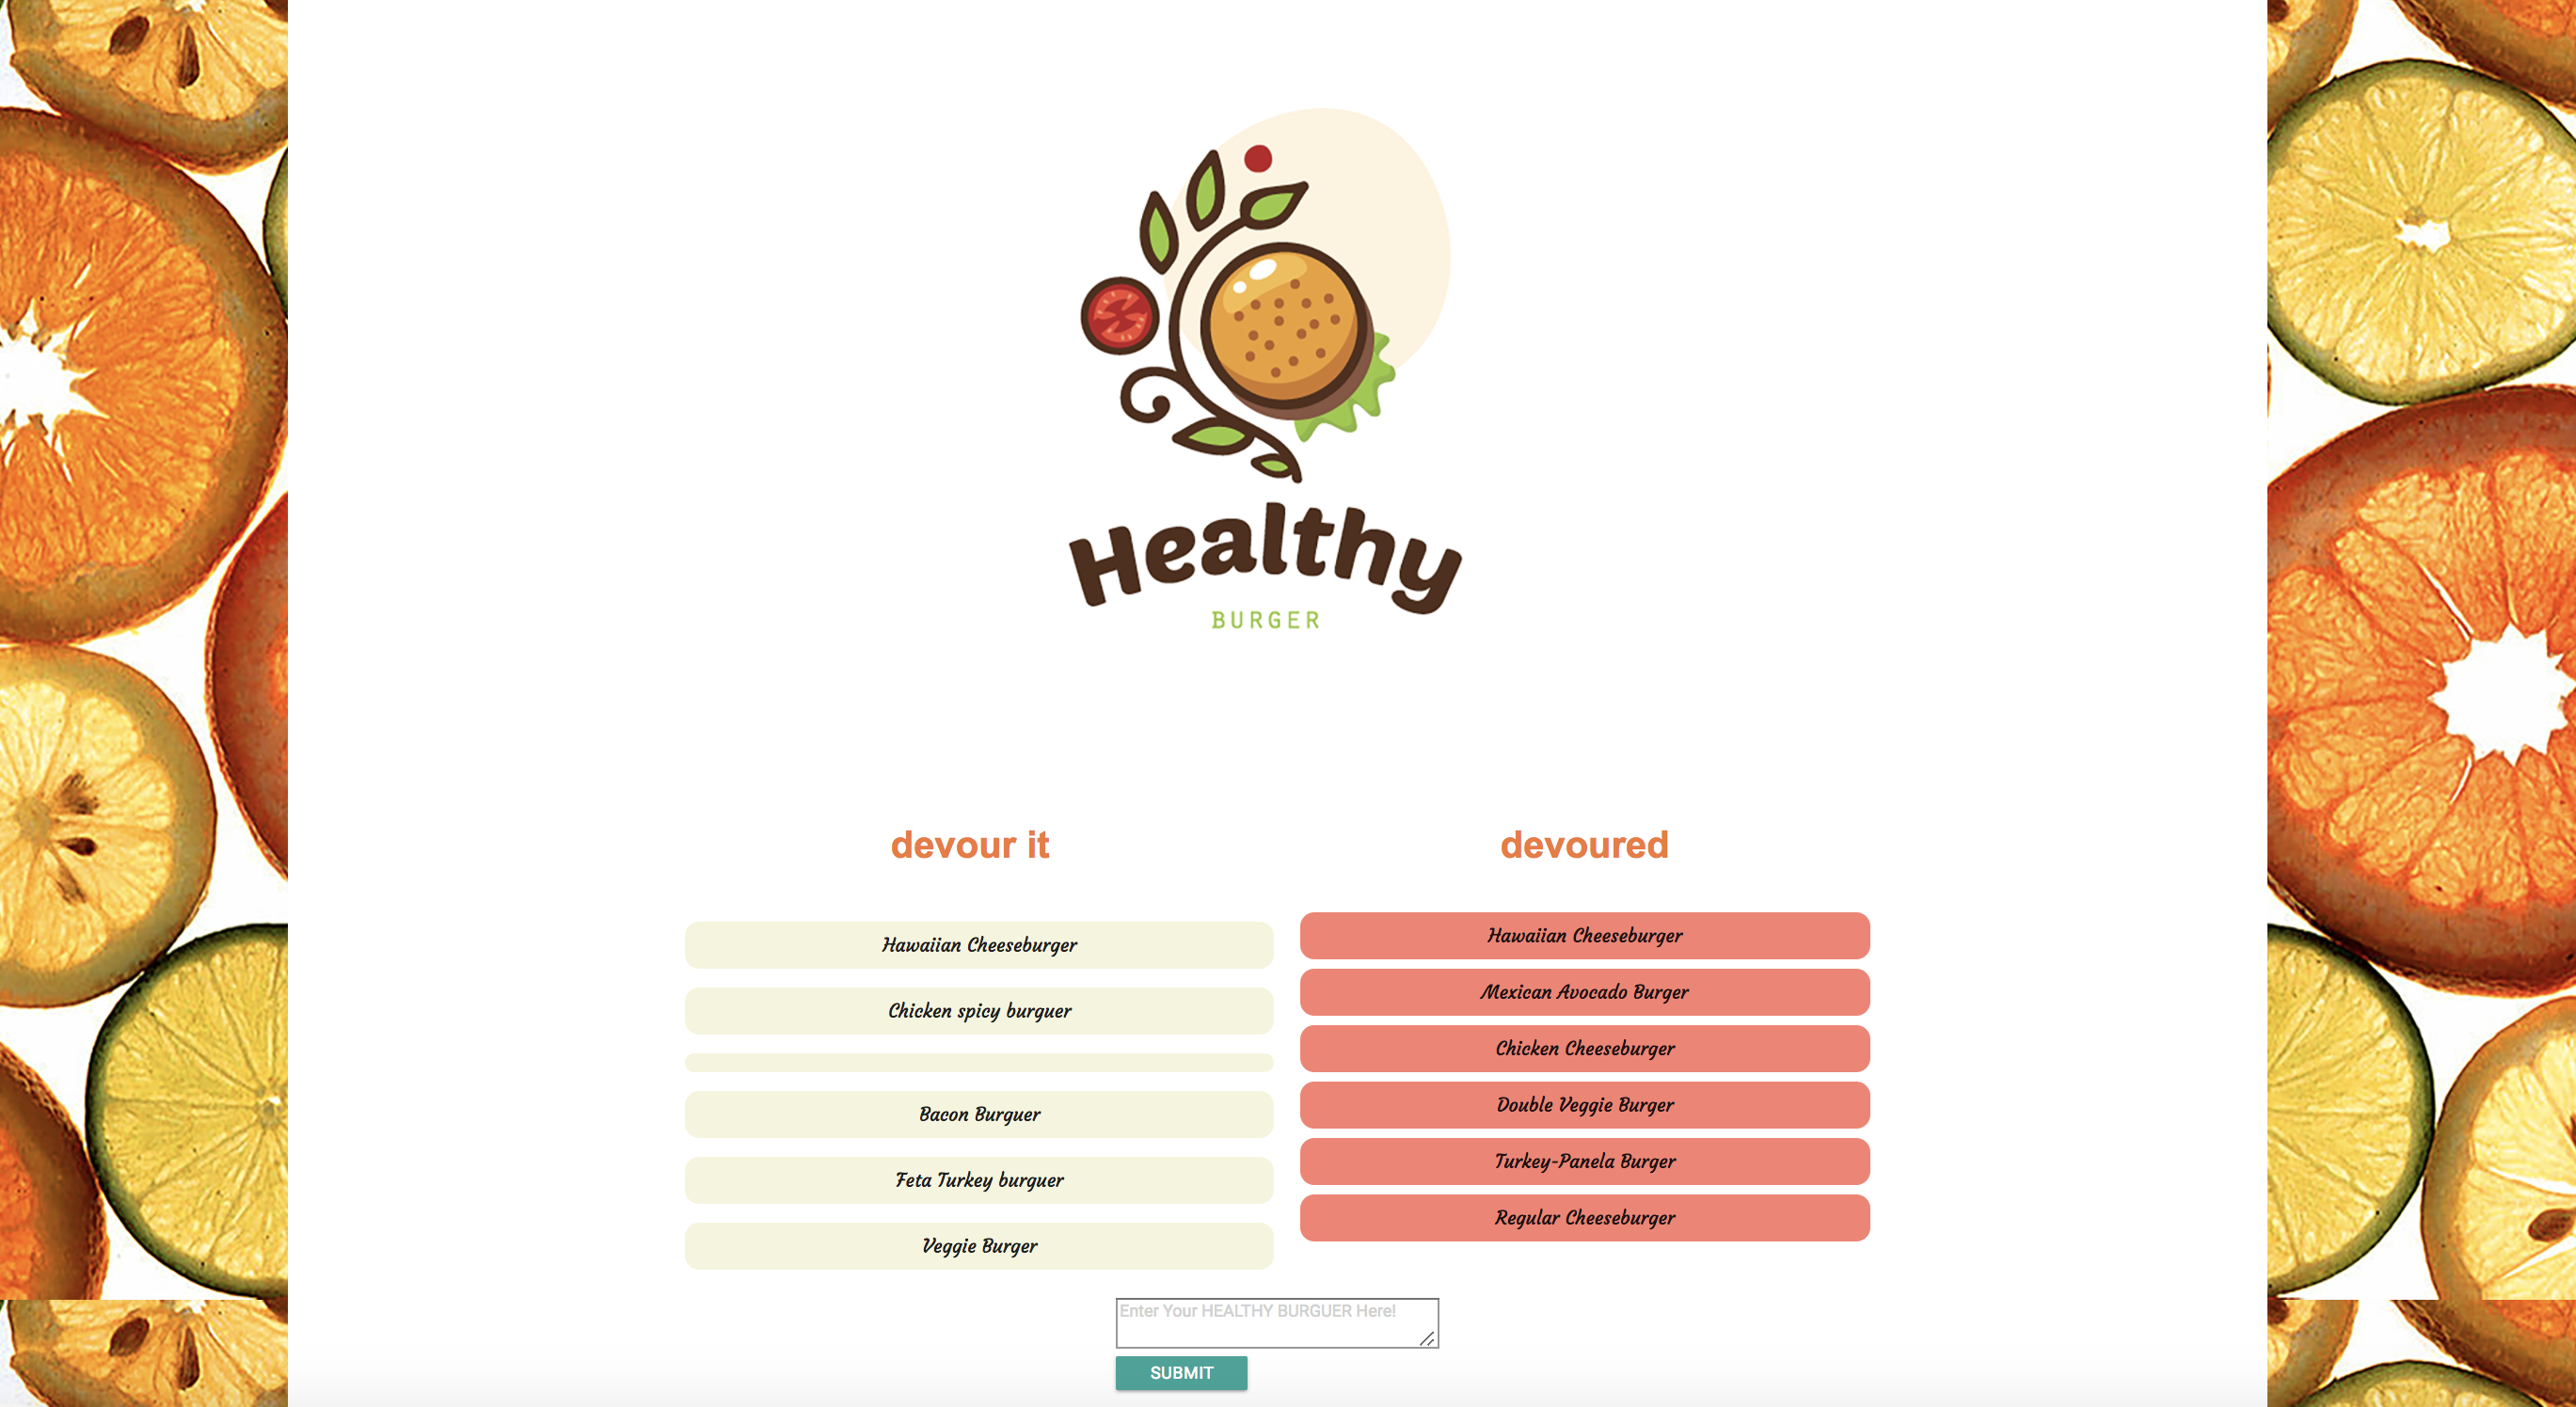 Healthy
BURGER
devour it
Hawaiian Cheeseburger
Chicken spicy burguer
Bacon Burguer
Feta Turkey burguer
Veggie Burger
devoured
Hawaiian Cheeseburger
Mexican Avocado Burger
Chicken Cheeseburger
Double Veggie Burger
Turkey-Panela Burger
Regular Cheeseburger
Enter Your HEALTHY BURGUER Here!
SUBMIT